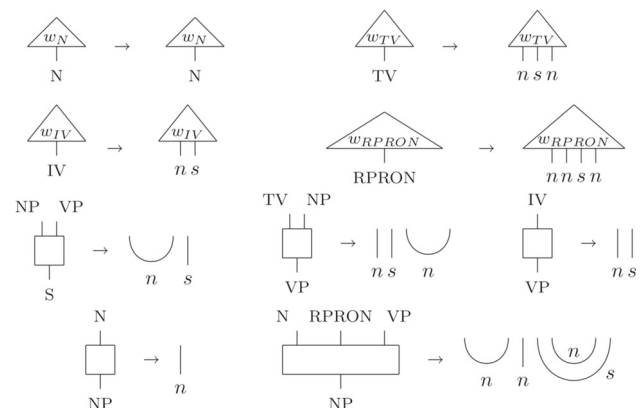 w_N → w_N w_TV → w_TV
N N TV n s n
w_IV → w_IV w_RPRON → w_RPRON
IV n s RPRON n n s n
NP VP TV NP IV
→ → →
n s n s n n s
S VP VP
N N RPRON VP
→ → n
n n n s
NP NP